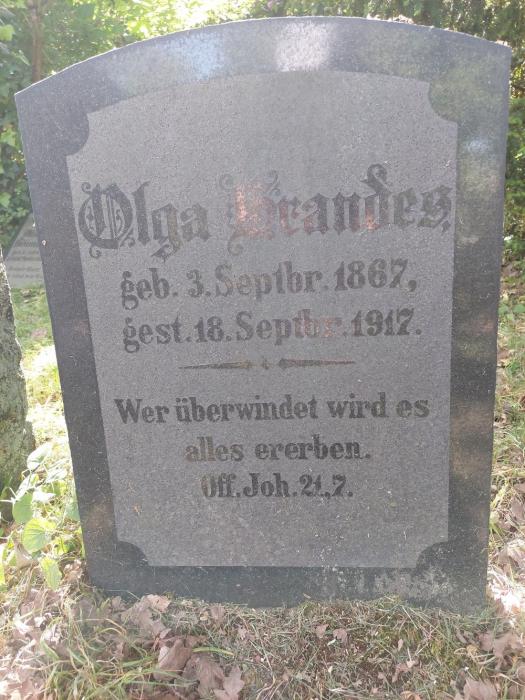 Olga Brandes,
geb. 3. Septbr. 1867,
gest. 18. Septbr. 1917.
Wer überwindet wird es
alles ererben.
Off. Joh. 21,7.